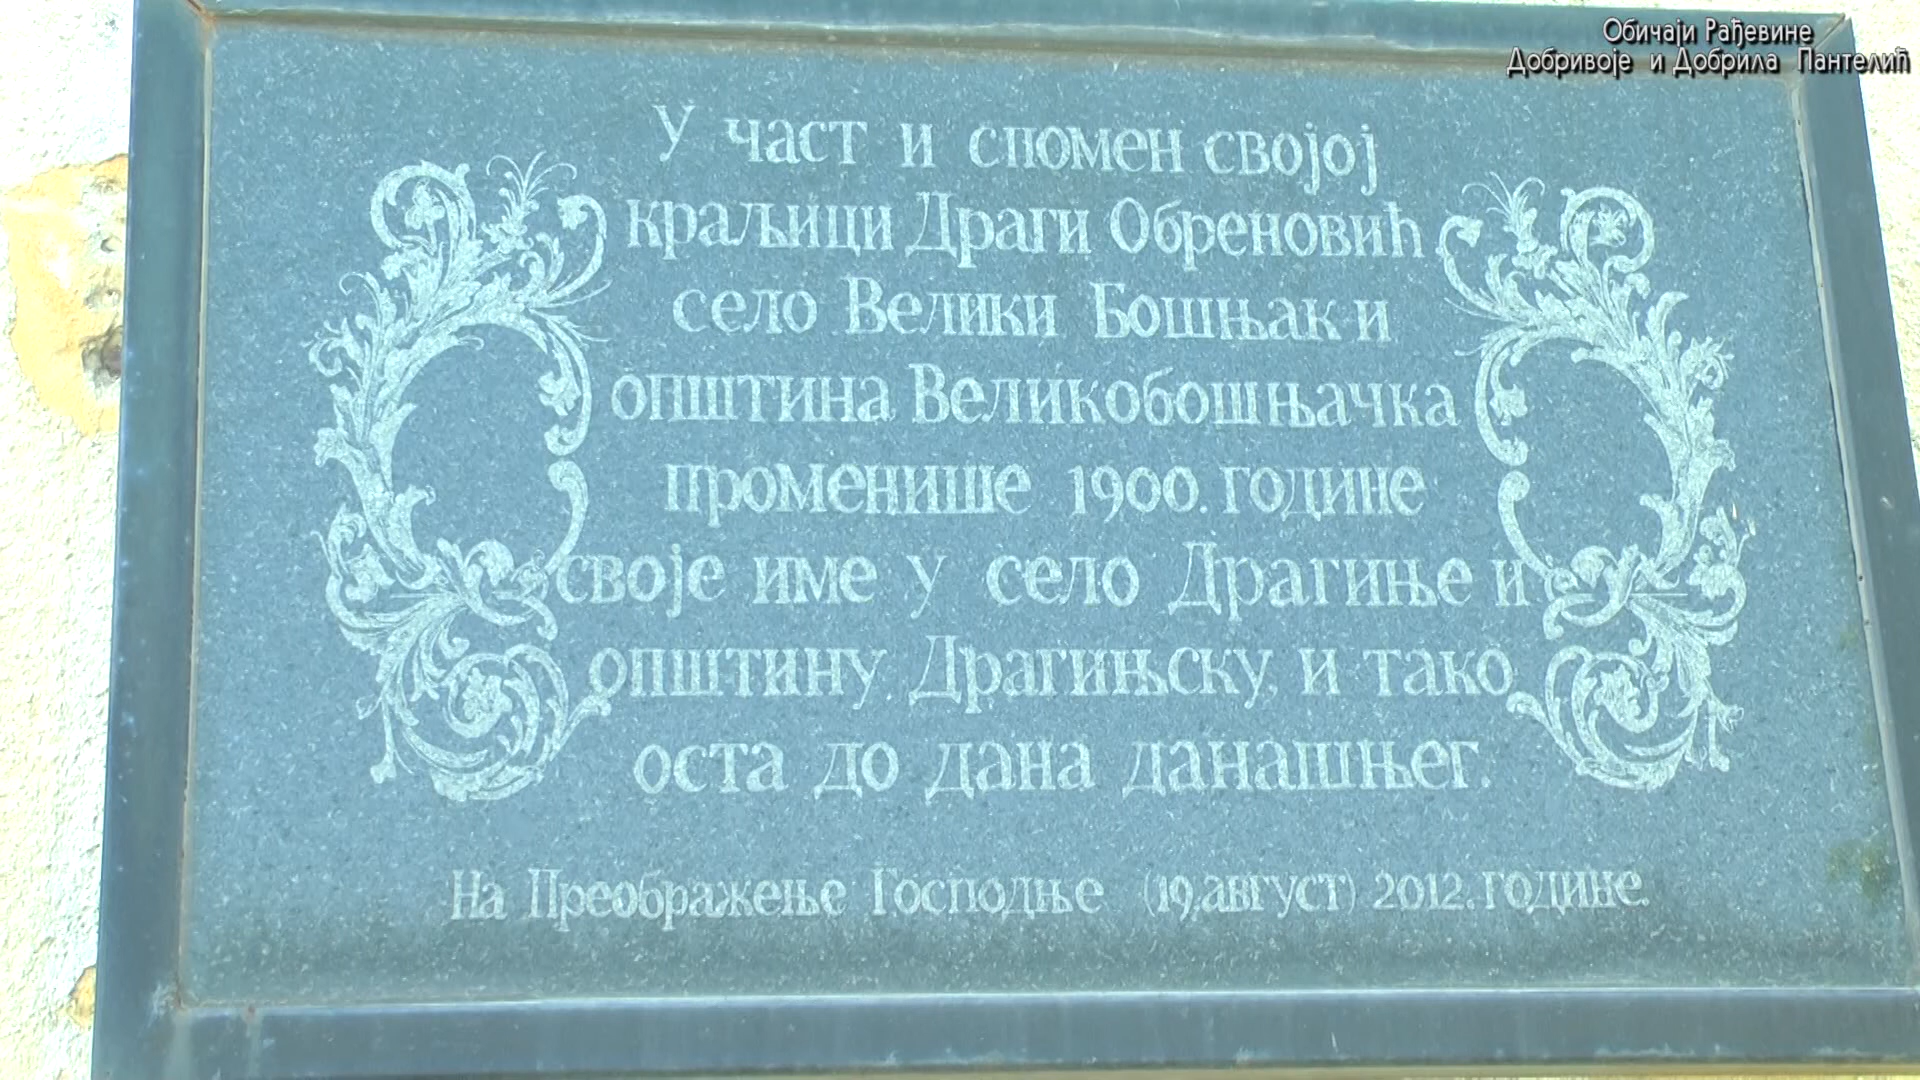 Обичаји Рађевине
Добривоје и Добрила Пантелић
У част и спомен својој
краљици Драги Обреновић
село Велики Бошњак и
општина Великобошњачка
променише 1900. године
своје име у село Драгиње и
општину Драгињску, и тако
оста до дана данашњег.
На Преображење Господње (19.август) 2012. године.